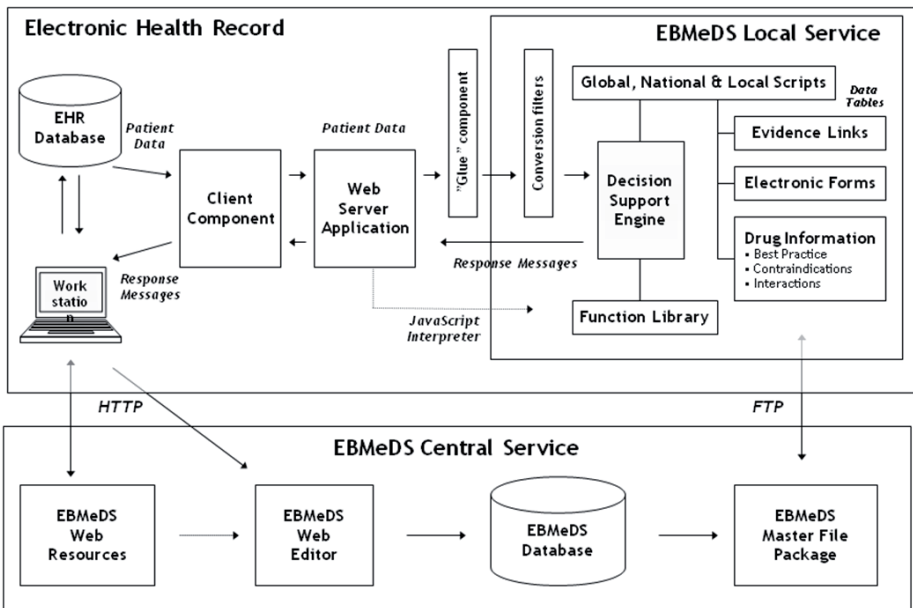 Electronic Health Record
EBMeDS Local Service
EHR
Database
Patient
Data
Client
Component
Patient Data
Web
Server
Application
"Glue" component
Conversion filters
Global, National & Local Scripts
Data
Tables
Decision
Support
Engine
Evidence Links
Electronic Forms
Drug Information
▪ Best Practice
▪ Contraindications
▪ Interactions
Response Messages
Response
Messages
Work
statio
n
JavaScript
Interpreter
Function Library
HTTP
FTP
EBMeDS Central Service
EBMeDS
Web
Resources
EBMeDS
Web
Editor
EBMeDS
Database
EBMeDS
Master File
Package